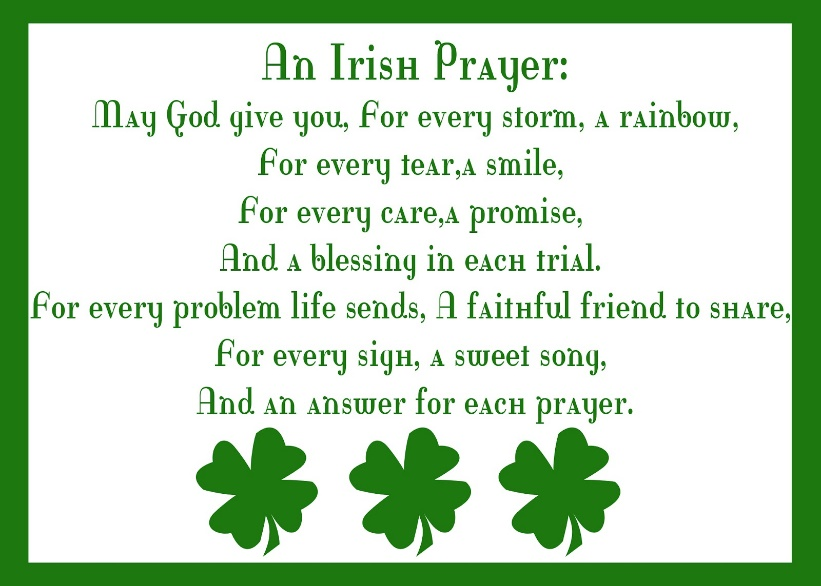 An Irish Prayer:
May God give you, For every storm, a rainbow,
For every tear,a smile,
For every care,a promise,
And a blessing in each trial.
For every problem life sends, A faithful friend to share,
For every sigh, a sweet song,
And an answer for each prayer.